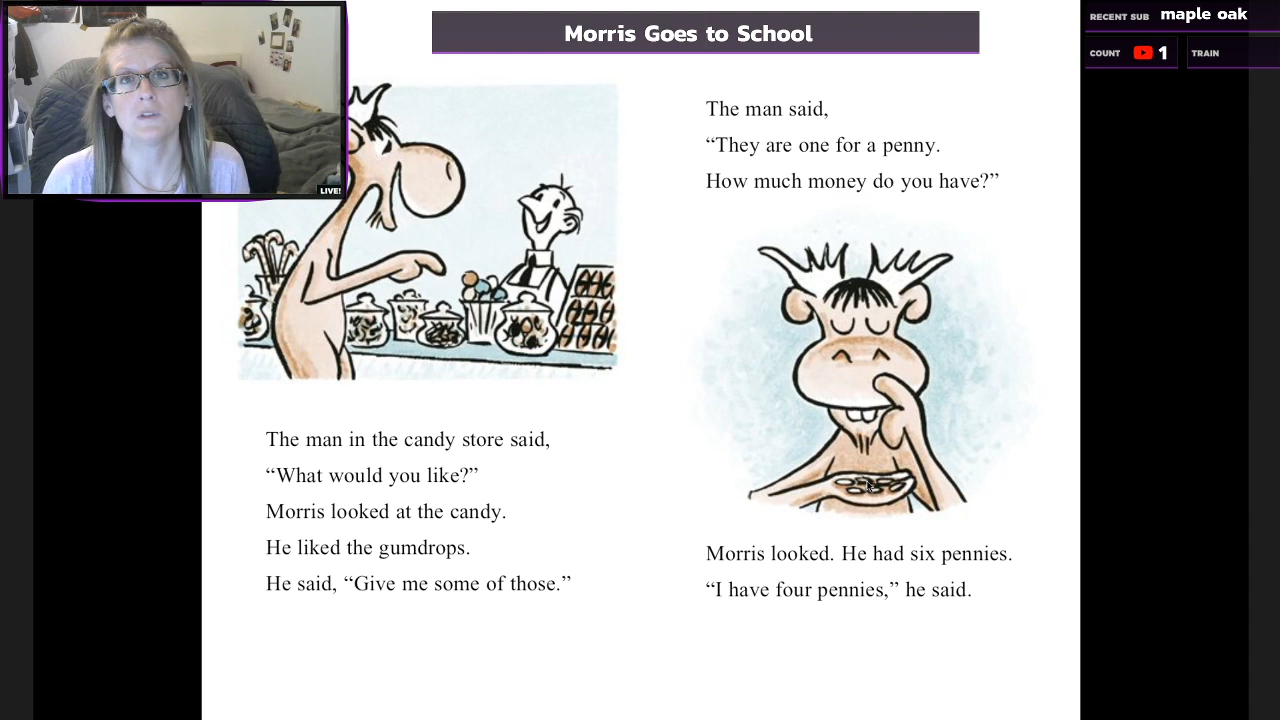 Morris Goes to School
RECENT SUB maple oak
COUNT 1 TRAIN
LIVE!
The man in the candy store said,
“What would you like?”
Morris looked at the candy.
He liked the gumdrops.
He said, “Give me some of those.”
The man said,
“They are one for a penny.
How much money do you have?”
Morris looked. He had six pennies.
“I have four pennies,” he said.